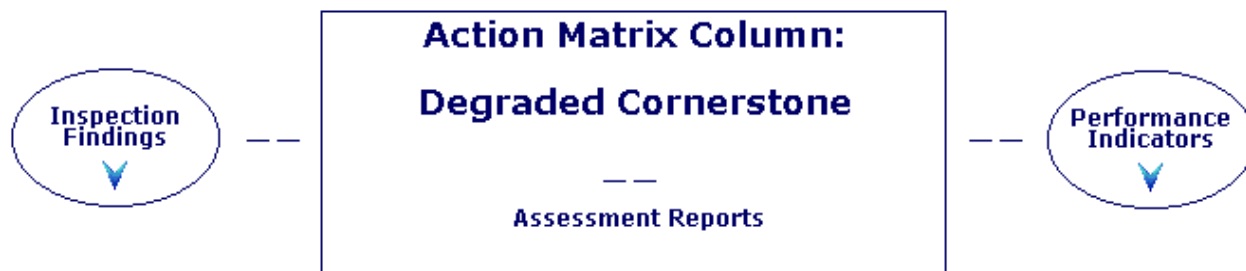 Action Matrix Column:
Degraded Cornerstone
Inspection
Findings
Performance
Indicators
Assessment Reports